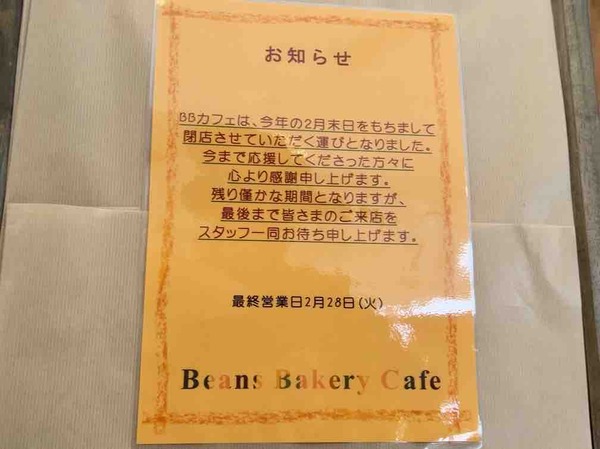 お知らせ
BBカフェは、今年の2月末日をもちまして
閉店させていただく運びとなりました。
今まで応援してくださった方々に
心より感謝申し上げます。
残り僅かな期間となりますが、
最後まで皆さまのご来店を
スタッフ一同お待ち申し上げます。
最終営業日2月28日(火)
Beans Bakery Cafe